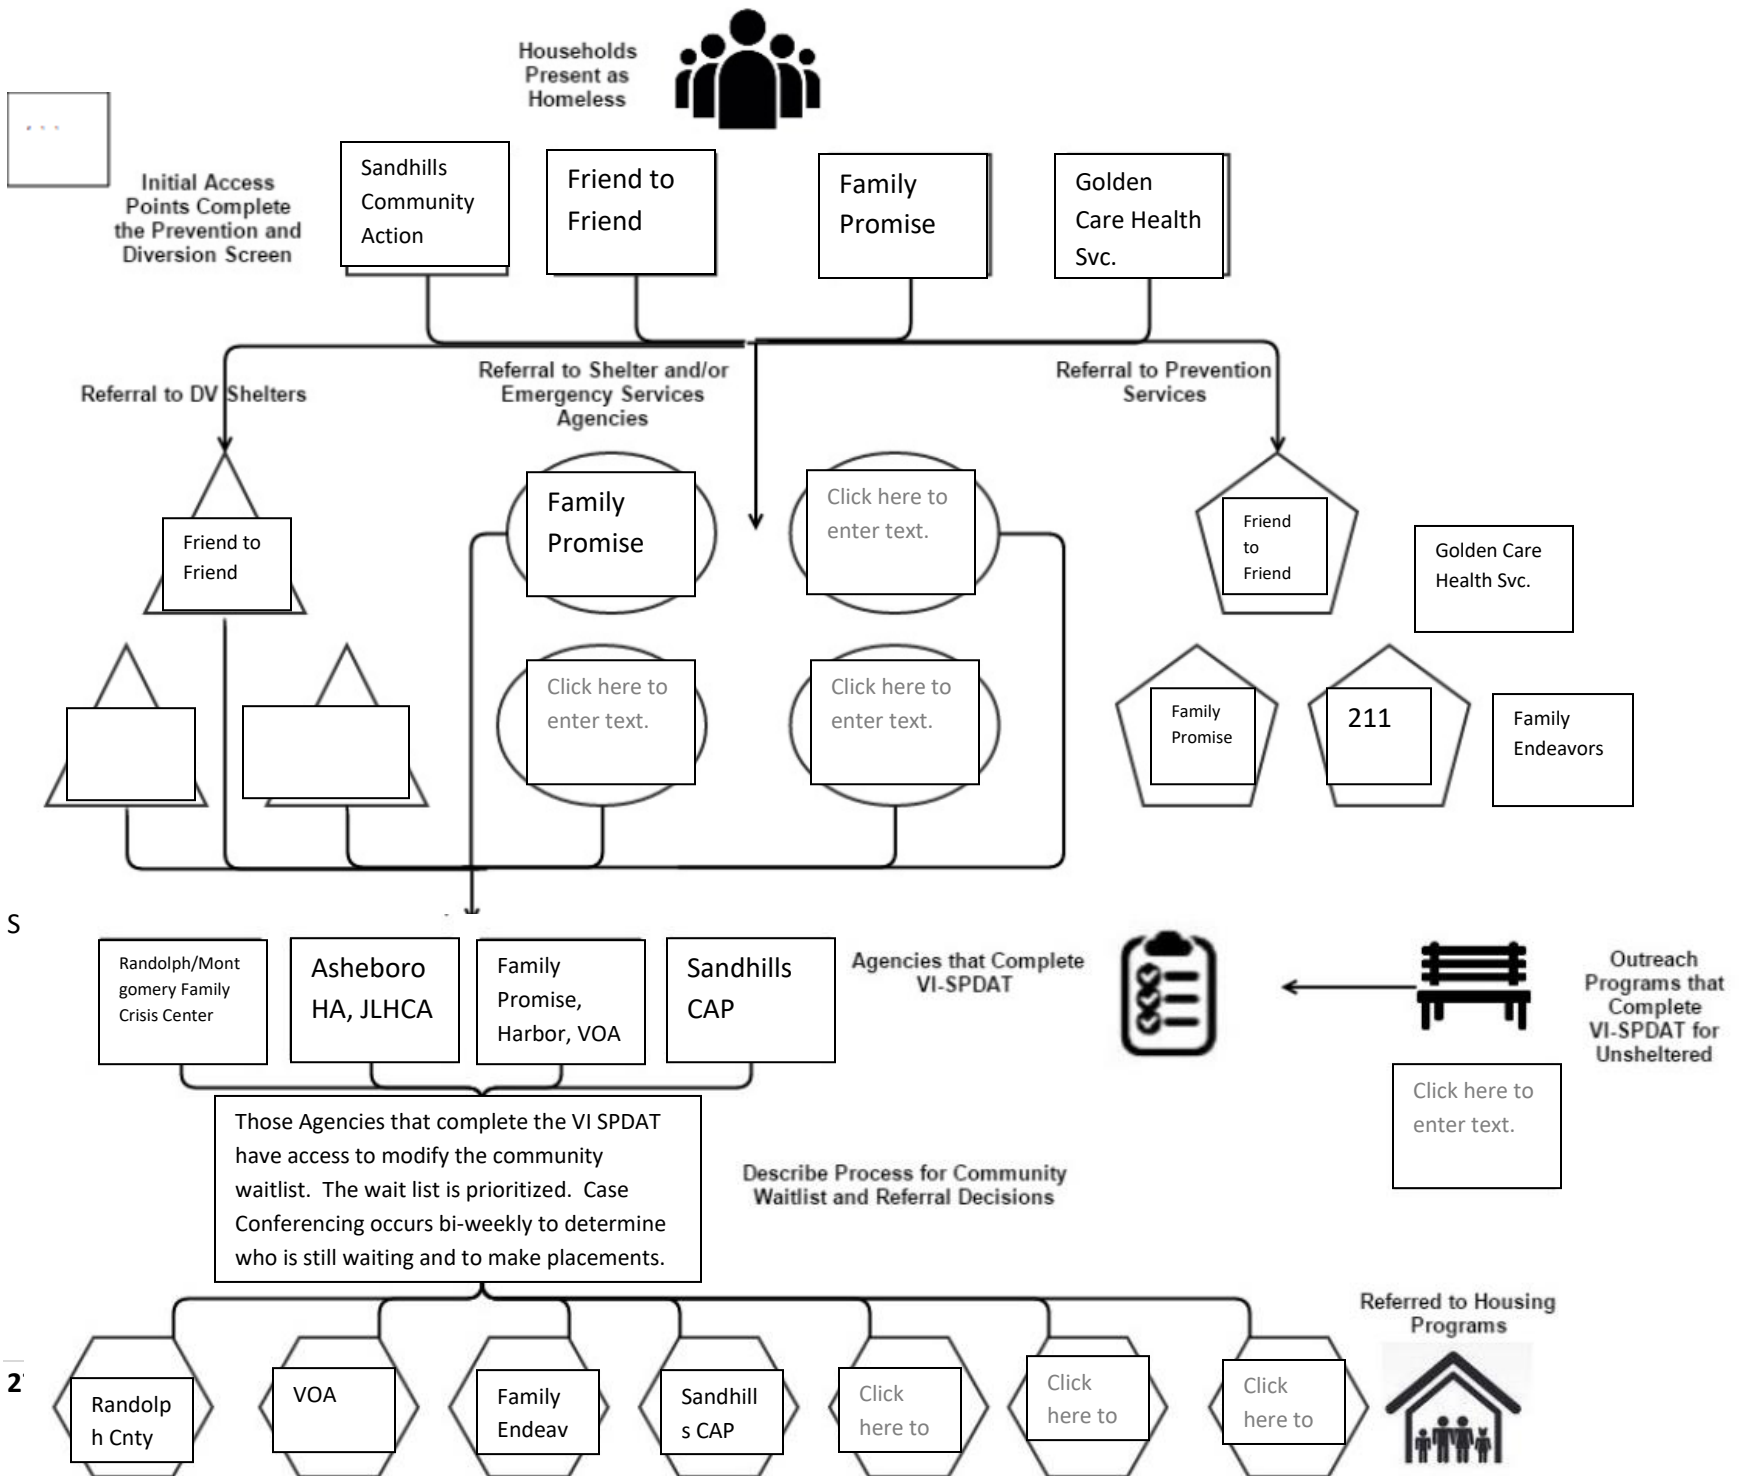 Households
Present as
Homeless
Initial Access
Points Complete
the Prevention and
Diversion Screen
Sandhills
Community
Action
Friend to
Friend
Family
Promise
Golden
Care Health
Svc.
Referral to DV Shelters
Referral to Shelter and/or
Emergency Services
Agencies
Referral to Prevention
Services
Friend to
Friend
Family
Promise
Click here to
enter text.
Friend
to
Friend
Golden Care
Health Svc.
Click here to
enter text.
Click here to
enter text.
Family
Promise
211
Family
Endeavors
S
Randolph/Mont
gomery Family
Crisis Center
Asheboro
HA, JLHCA
Family
Promise,
Harbor, VOA
Sandhills
CAP
Agencies that Complete
VI-SPDAT
Outreach
Programs that
Complete
VI-SPDAT for
Unsheltered
Click here to
enter text.
Those Agencies that complete the VI SPDAT
have access to modify the community
waitlist.  The wait list is prioritized.  Case
Conferencing occurs bi-weekly to determine
who is still waiting and to make placements.
Describe Process for Community
Waitlist and Referral Decisions
Referred to Housing
Programs
Randolp
h Cnty
VOA
Family
Endeav
Sandhill
s CAP
Click
here to
Click
here to
Click
here to